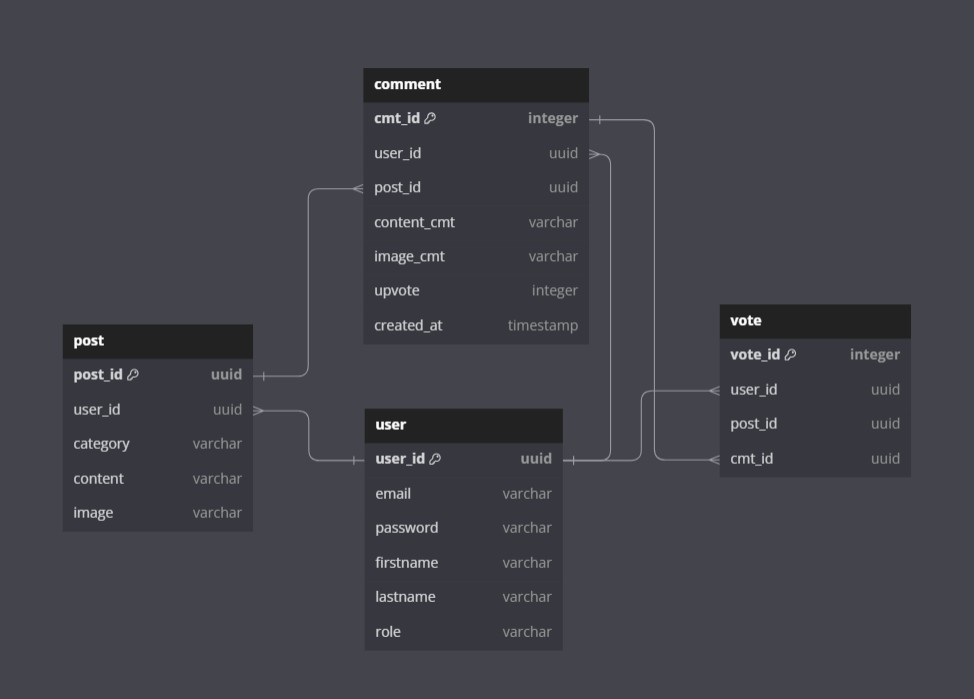 comment
cmt_id integer
user_id uuid
post_id uuid
content_cmt varchar
image_cmt varchar
upvote integer
created_at timestamp
post
post_id uuid
user_id uuid
category varchar
content varchar
image varchar
user
user_id uuid
email varchar
password varchar
firstname varchar
lastname varchar
role varchar
vote
vote_id integer
user_id uuid
post_id uuid
cmt_id uuid